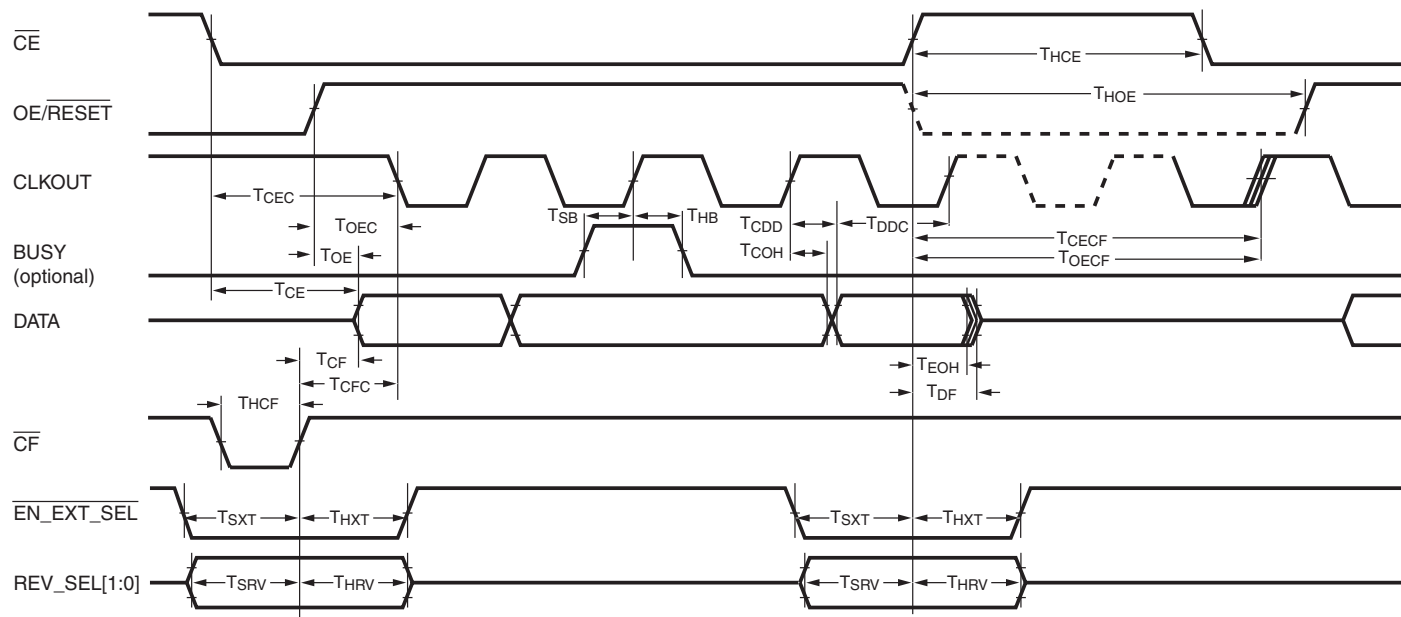 CE
THCE
OE/RESET
THOE
CLKOUT
TCEC
TSB
THB
TCDD
TDDC
TOEC
TCECF
TCOH
BUSY
(optional)
TOE
TOECF
TCE
DATA
TCF
TEOH
TCFC
TDF
THCF
CF
EN_EXT_SEL
TSXT
THXT
TSXT
THXT
REV_SEL[1:0]
TSRV
THRV
TSRV
THRV